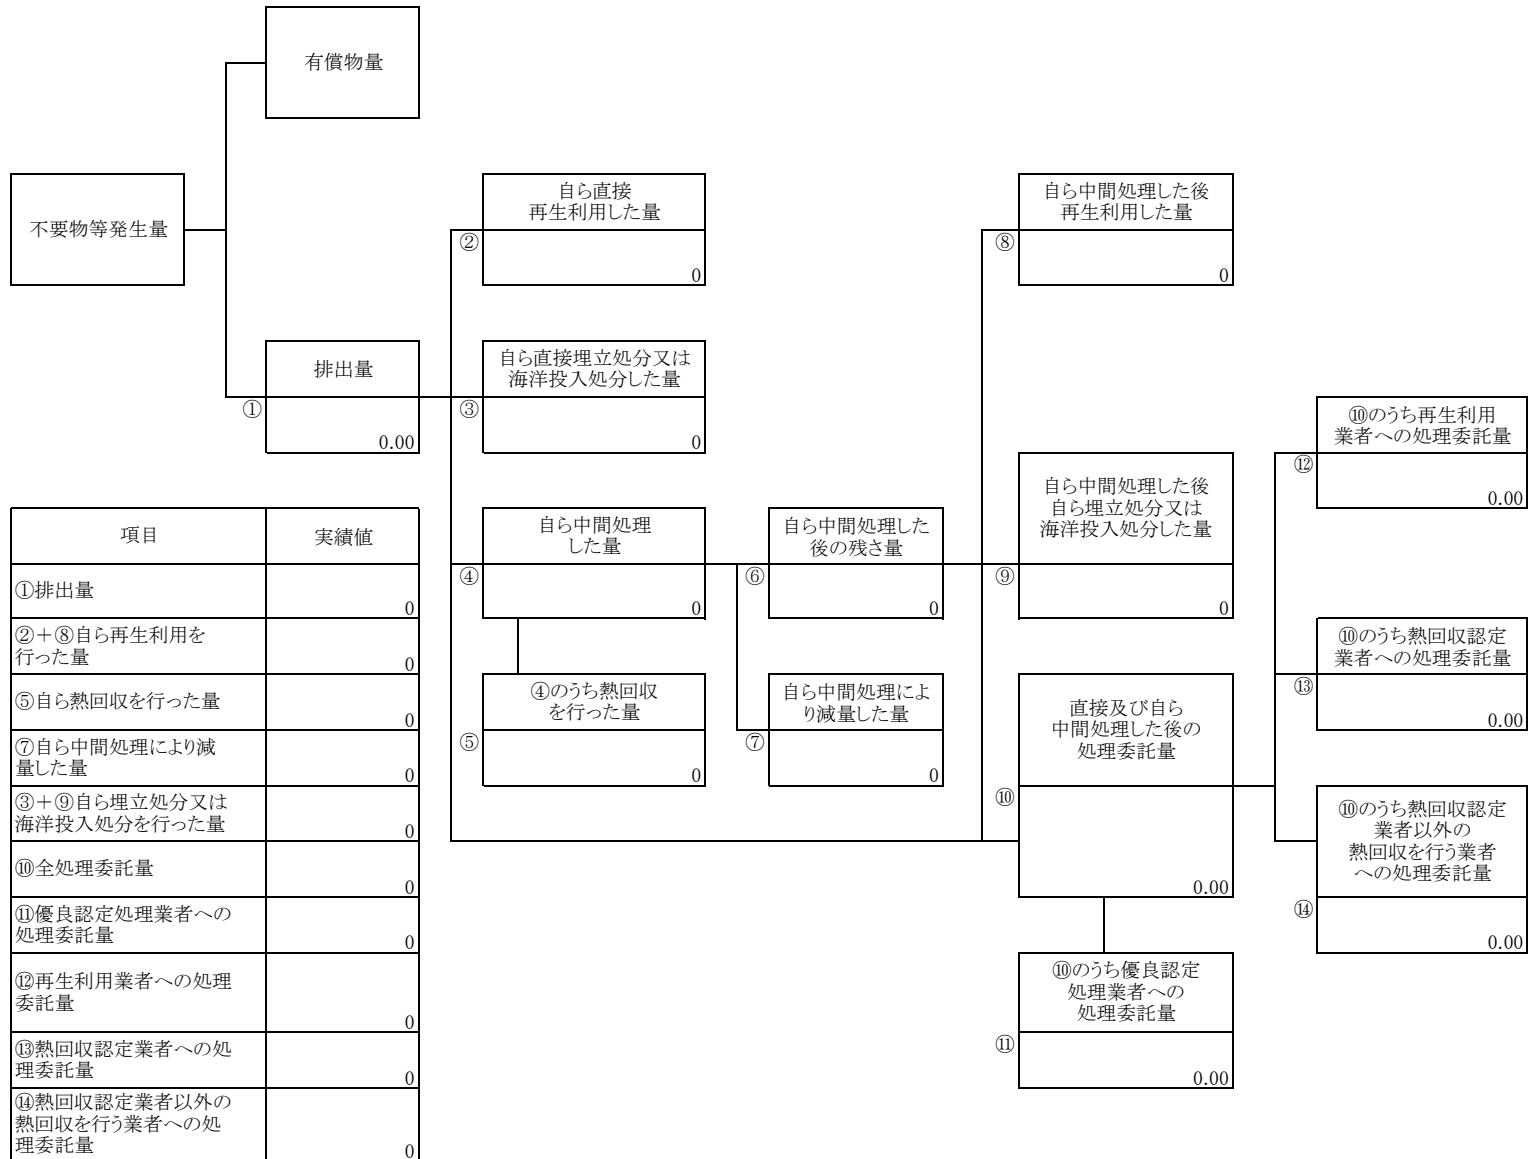 有償物量
不要物等発生量
自ら直接
再生利用した量
②
0
自ら中間処理した後
再生利用した量
⑧
0
排出量
①
0.00
自ら直接埋立処分又は
海洋投入処分した量
③
0
⑩のうち再生利用
業者への処理委託量
⑫
0.00
自ら中間処理
した量
④
0
自ら中間処理した
後の残さ量
⑥
0
自ら中間処理した後
自ら埋立処分又は
海洋投入処分した量
⑨
0
⑩のうち熱回収認定
業者への処理委託量
⑬
0.00
④のうち熱回収
を行った量
⑤
0
自ら中間処理によ
り減量した量
⑦
0
直接及び自ら
中間処理した後の
処理委託量
⑩
0.00
⑩のうち熱回収認定
業者以外の
熱回収を行う業者
への処理委託量
⑭
0.00
⑩のうち優良認定
処理業者への
処理委託量
⑪
0.00
項目 実績値
①排出量
0
②+⑧自ら再生利用を
行った量
0
⑤自ら熱回収を行った量
0
⑦自ら中間処理により減
量した量
0
③+⑨自ら埋立処分又は
海洋投入処分を行った量
0
⑩全処理委託量
0
⑪優良認定処理業者への
処理委託量
0
⑫再生利用業者への処理
委託量
0
⑬熱回収認定業者への処
理委託量
0
⑭熱回収認定業者以外の
熱回収を行う業者への処
理委託量
0